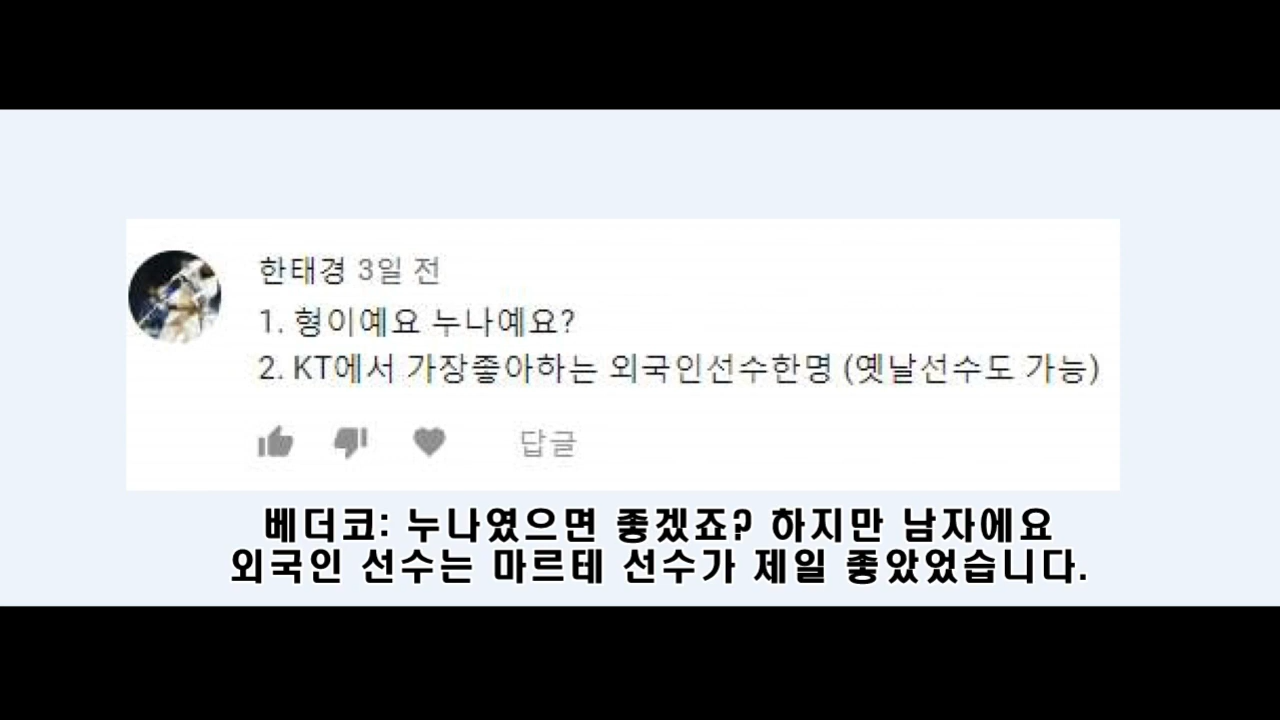 한태경 3일 전
1. 형이예요 누나예요?
2. KT에서 가장좋아하는 외국인선수한명 (옛날선수도 가능)
답글
베더코: 누나였으면 좋겠죠? 하지만 남자에요
외국인 선수는 마르테 선수가 제일 좋았었습니다.